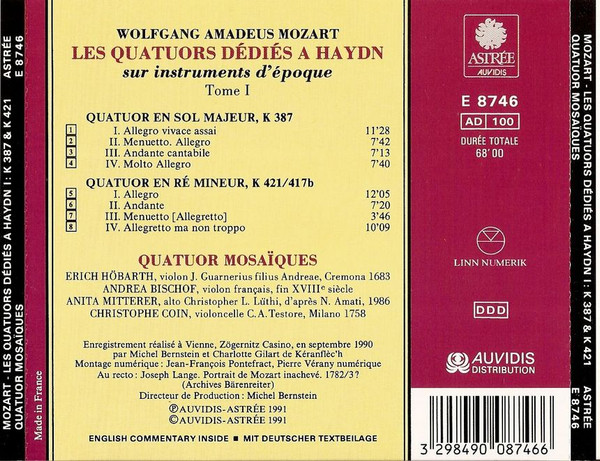 MOZART - LES QUATUORS DÉDIÉS A HAYDN I : K 387 & K 421
QUATUOR MOSAÏQUES
ASTRÉE
E 8746
Made in France
WOLFGANG AMADEUS MOZART
LES QUATUORS DÉDIÉS A HAYDN
sur instruments d'époque
Tome I
QUATUOR EN SOL MAJEUR, K 387
1 I. Allegro vivace assai 11'28
2 II. Menuetto. Allegro 7'42
3 III. Andante cantabile 7'13
4 IV. Molto Allegro 7'40
QUATUOR EN RÉ MINEUR, K 421/417b
5 I. Allegro 12'05
6 II. Andante 7'20
7 III. Menuetto [Allegretto] 3'46
8 IV. Allegretto ma non troppo 10'09
QUATUOR MOSAÏQUES
ERICH HÖBARTH, violon J. Guarnerius filius Andreae, Cremona 1683
ANDREA BISCHOF, violon français, fin XVIIIe siècle
ANITA MITTERER, alto Christopher L. Lüthi, d'après N. Amati, 1986
CHRISTOPHE COIN, violoncelle C.A. Testore, Milano 1758
Enregistrement réalisé à Vienne, Zögernitz Casino, en septembre 1990
par Michel Bernstein et Charlotte Gilart de Kéranflèc'h
Montage numérique : Jean-François Pontefract, Pierre Vérany numérique
Au recto : Joseph Lange. Portrait de Mozart inachevé. 1782/3 ?
(Archives Bärenreiter)
Directeur de Production : Michel Bernstein
Ⓟ AUVIDIS-ASTRÉE 1991
© AUVIDIS-ASTRÉE 1991
ENGLISH COMMENTARY INSIDE • MIT DEUTSCHER TEXTBEILAGE
ASTRÉE
AUVIDIS
E 8746
AD 100
DURÉE TOTALE
68'00
LINN NUMERIK
DDD
AUVIDIS
DISTRIBUTION
3 298490 087466
MOZART - LES QUATUORS DÉDIÉS A HAYDN I : K 387 & K 421
QUATUOR MOSAÏQUES
ASTRÉE
E 8746